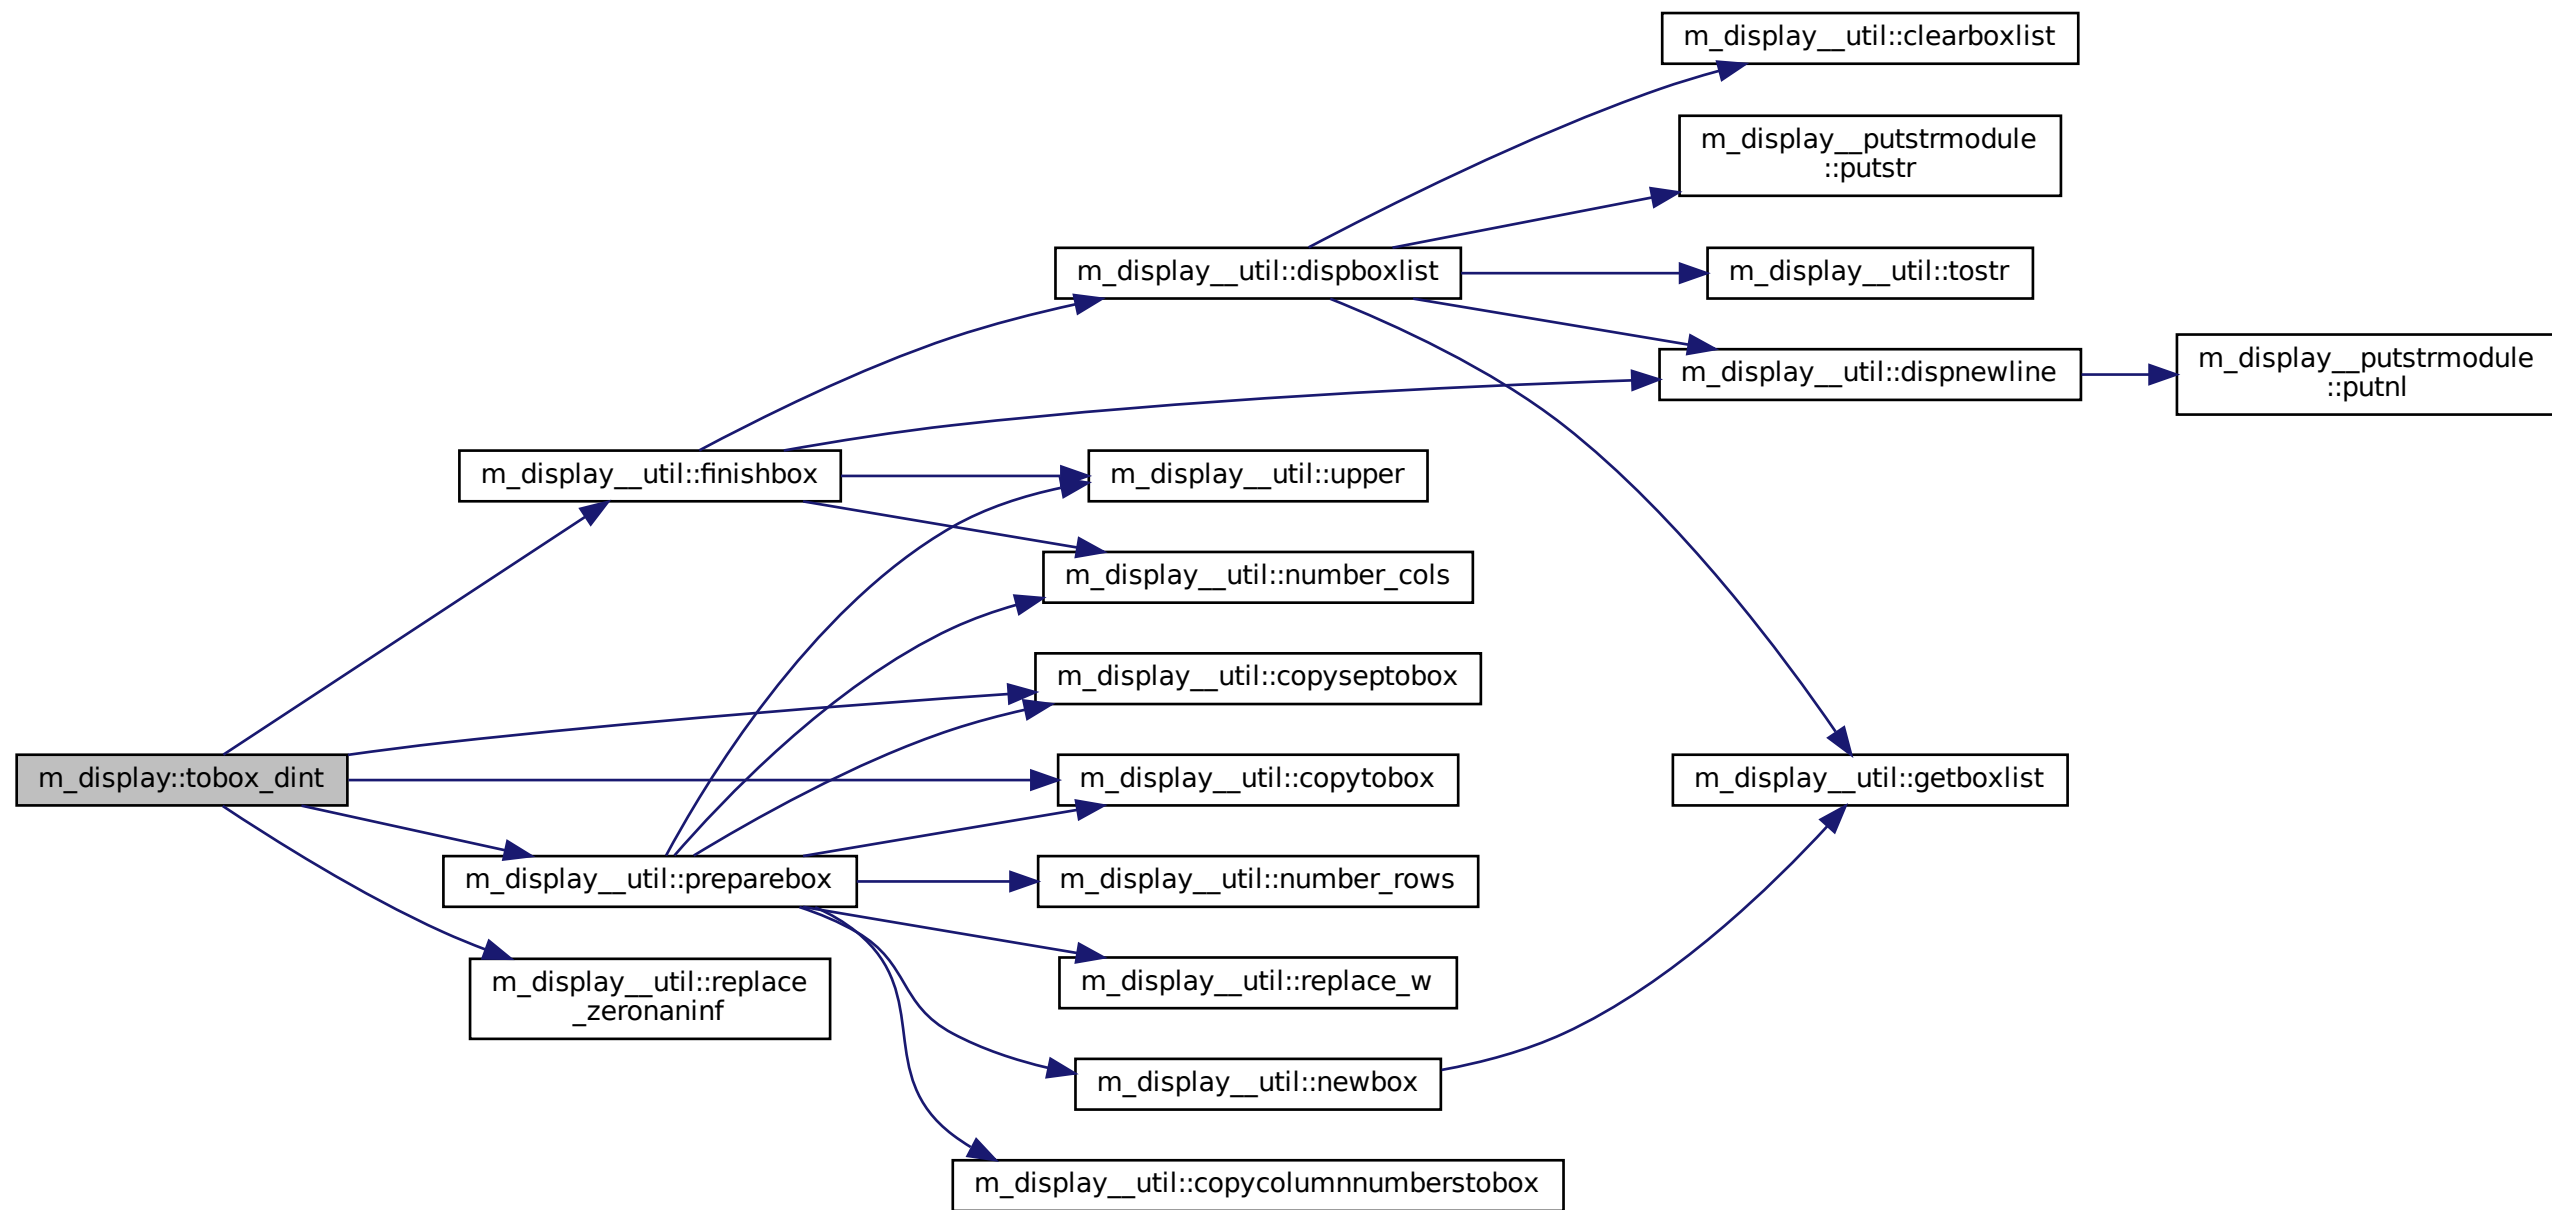 m_display__util::clearboxlist
m_display__putstrmodule
::putstr
m_display__util::dispboxlist
m_display__util::tostr
m_display__util::dispnewline
m_display__putstrmodule
::putnl
m_display__util::finishbox
m_display__util::upper
m_display__util::number_cols
m_display__util::copyseptobox
m_display::tobox_dint
m_display__util::copytobox
m_display__util::getboxlist
m_display__util::preparebox
m_display__util::number_rows
m_display__util::replace
_zeronaninf
m_display__util::replace_w
m_display__util::newbox
m_display__util::copycolumnnumberstobox